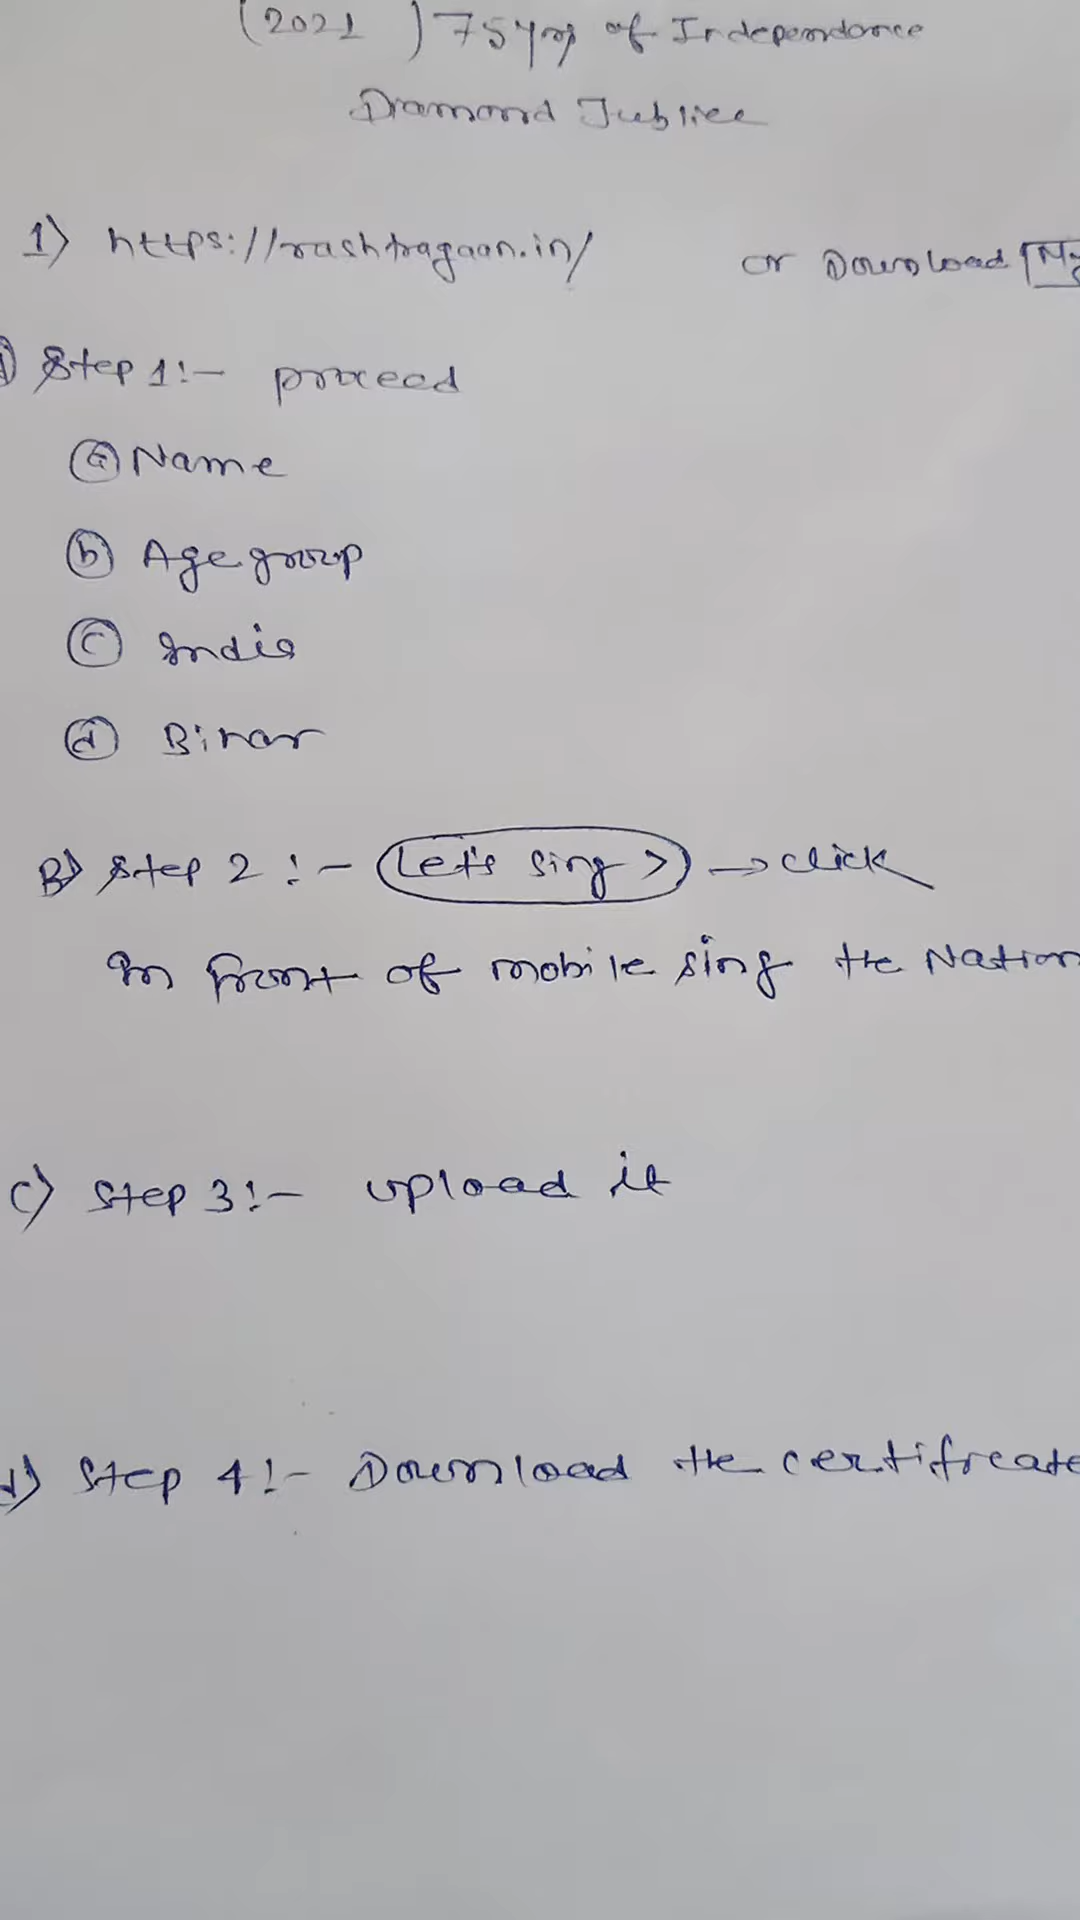 (2021 ) 75 yrs of Independance
Diamond Jubliee
1) https://rashtragaan.in/ or Download
Step 1:- proceed
(a) Name
(b) Age group
(c) India
(d) Bihar
B) Step 2 :- Let's sing > → click
In front of mobile sing the Nation
C) Step 3:- upload it
d) Step 4:- Download the certificate